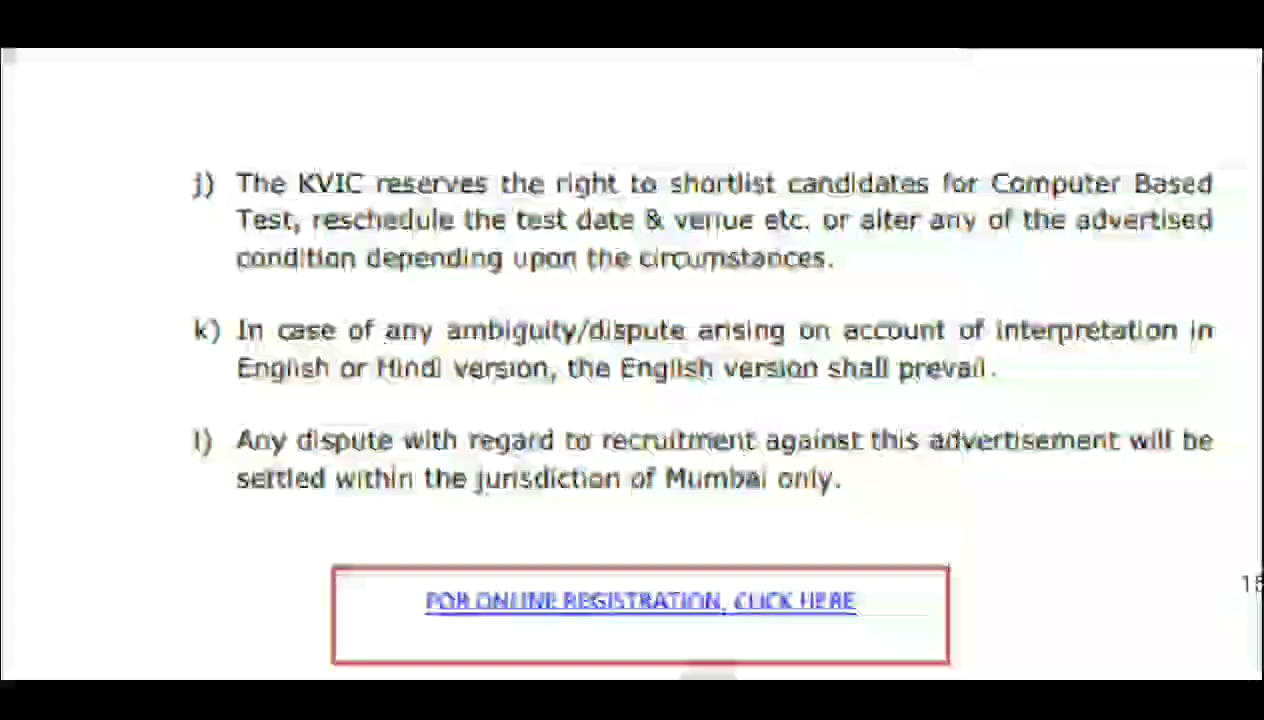 j) The KVIC reserves the right to shortlist candidates for Computer Based
Test, reschedule the test date & venue etc. or alter any of the advertised
condition depending upon the circumstances.
k) In case of any ambiguity/dispute arising on account of interpretation in
English or Hindi version, the English version shall prevail.
l) Any dispute with regard to recruitment against this advertisement will be
settled within the jurisdiction of Mumbai only.
FOR ONLINE REGISTRATION, CLICK HERE